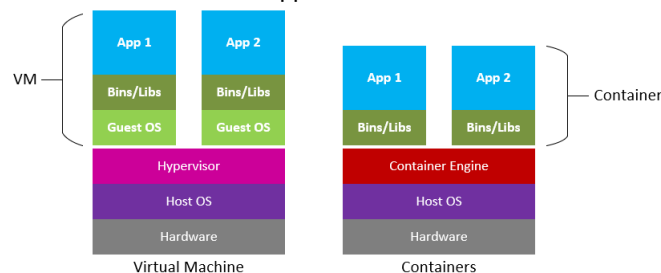 VM
App 1
App 2
Bins/Libs
Bins/Libs
Guest OS
Guest OS
Hypervisor
Host OS
Hardware
Virtual Machine
App 1
App 2
Bins/Libs
Bins/Libs
Container
Container Engine
Host OS
Hardware
Containers